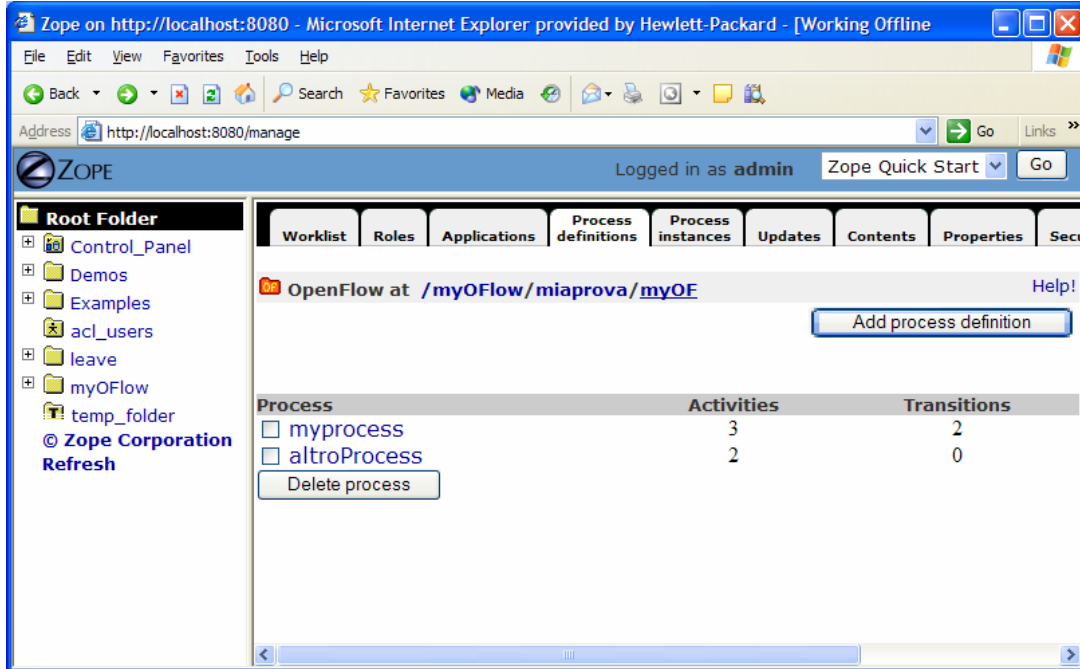 Zope on http://localhost:8080 - Microsoft Internet Explorer provided by Hewlett-Packard - [Working Offline
File Edit View Favorites Tools Help
Back Search Favorites Media
Address http://localhost:8080/manage Go Links »
ZOPE Logged in as admin Zope Quick Start Go
Root Folder
Control_Panel
Demos
Examples
acl_users
leave
myOFlow
temp_folder
© Zope Corporation
Refresh
Worklist Roles Applications Process definitions Process instances Updates Contents Properties Secu
OpenFlow at /myOFlow/miaprova/myOF Help!
Add process definition
Process Activities Transitions
myprocess 3 2
altroProcess 2 0
Delete process